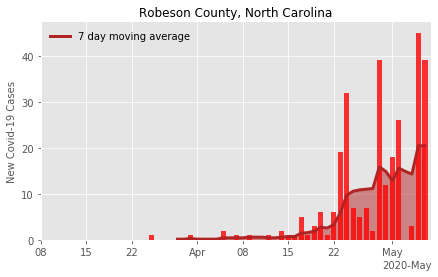 Robeson County, North Carolina
7 day moving average
New Covid-19 Cases
40
30
20
10
0
08 15 22 Apr 08 15 22 May
2020-May